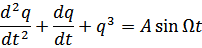 d²q/dt² + dq/dt + q³ = A sin Ωt